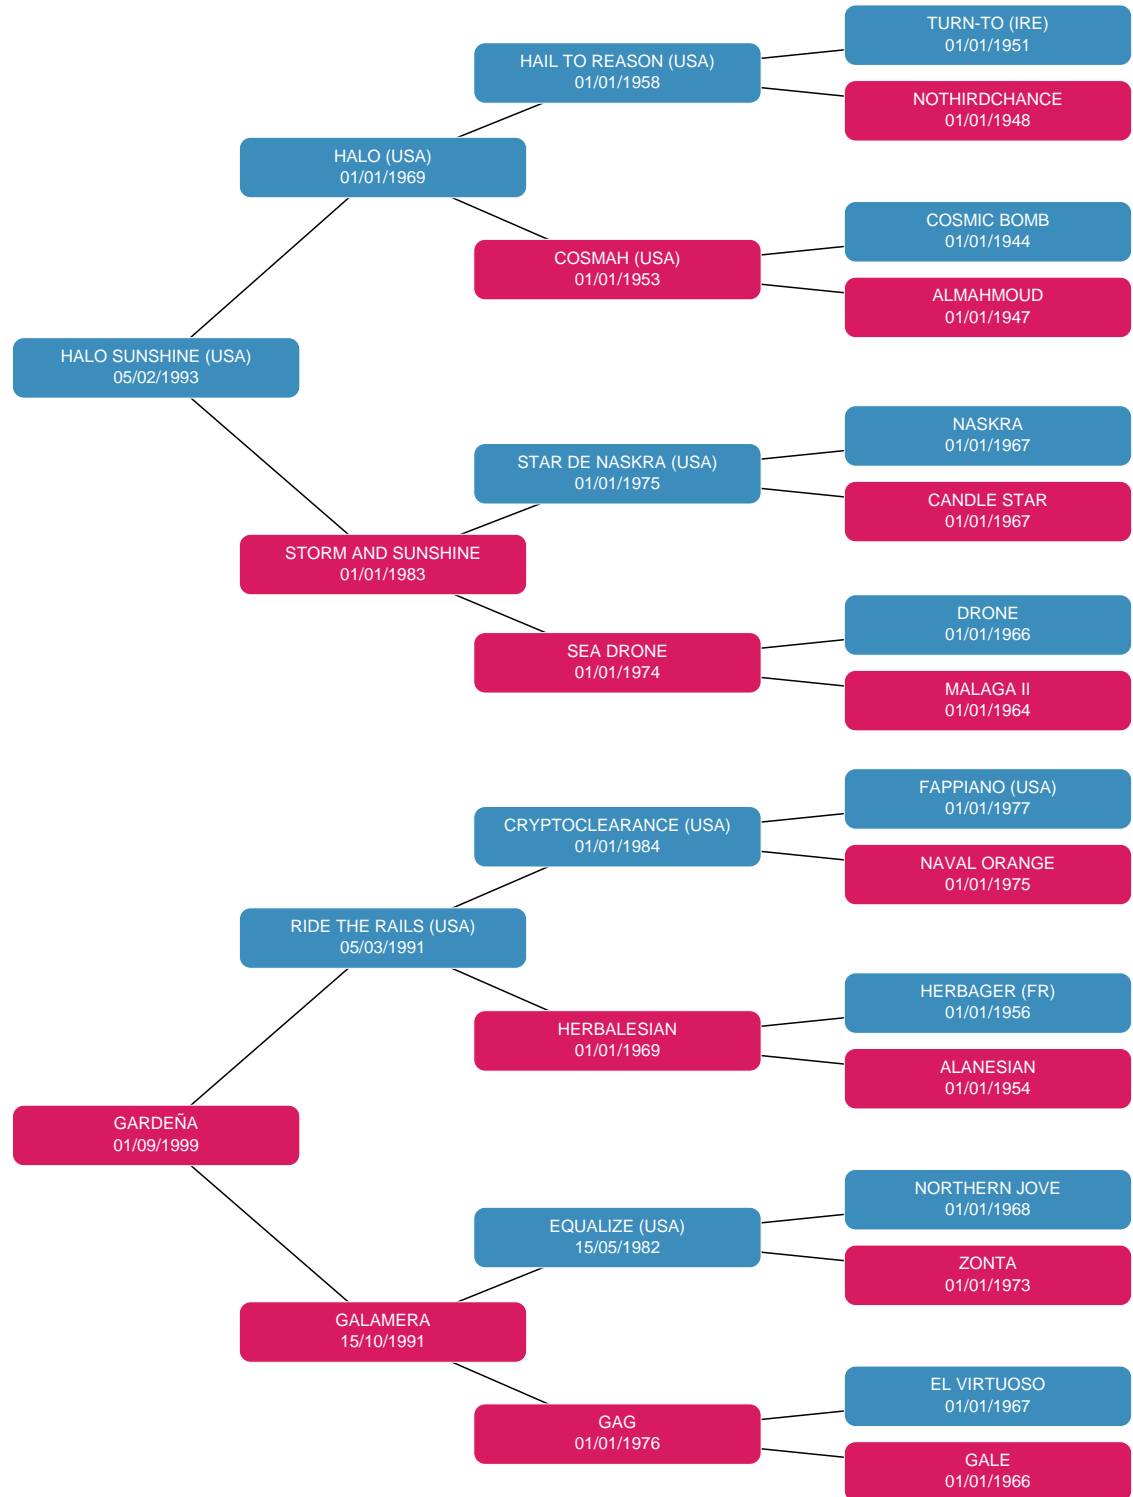 TURN-TO (IRE)
01/01/1951
HAIL TO REASON (USA)
01/01/1958
NOTHIRDCHANCE
01/01/1948
HALO (USA)
01/01/1969
COSMIC BOMB
01/01/1944
COSMAH (USA)
01/01/1953
ALMAHMOUD
01/01/1947
HALO SUNSHINE (USA)
05/02/1993
NASKRA
01/01/1967
STAR DE NASKRA (USA)
01/01/1975
CANDLE STAR
01/01/1967
STORM AND SUNSHINE
01/01/1983
DRONE
01/01/1966
SEA DRONE
01/01/1974
MALAGA II
01/01/1964
FAPPIANO (USA)
01/01/1977
CRYPTOCLEARANCE (USA)
01/01/1984
NAVAL ORANGE
01/01/1975
RIDE THE RAILS (USA)
05/03/1991
HERBAGER (FR)
01/01/1956
HERBALESIAN
01/01/1969
ALANESIAN
01/01/1954
GARDEÑA
01/09/1999
NORTHERN JOVE
01/01/1968
EQUALIZE (USA)
15/05/1982
ZONTA
01/01/1973
GALAMERA
15/10/1991
EL VIRTUOSO
01/01/1967
GAG
01/01/1976
GALE
01/01/1966